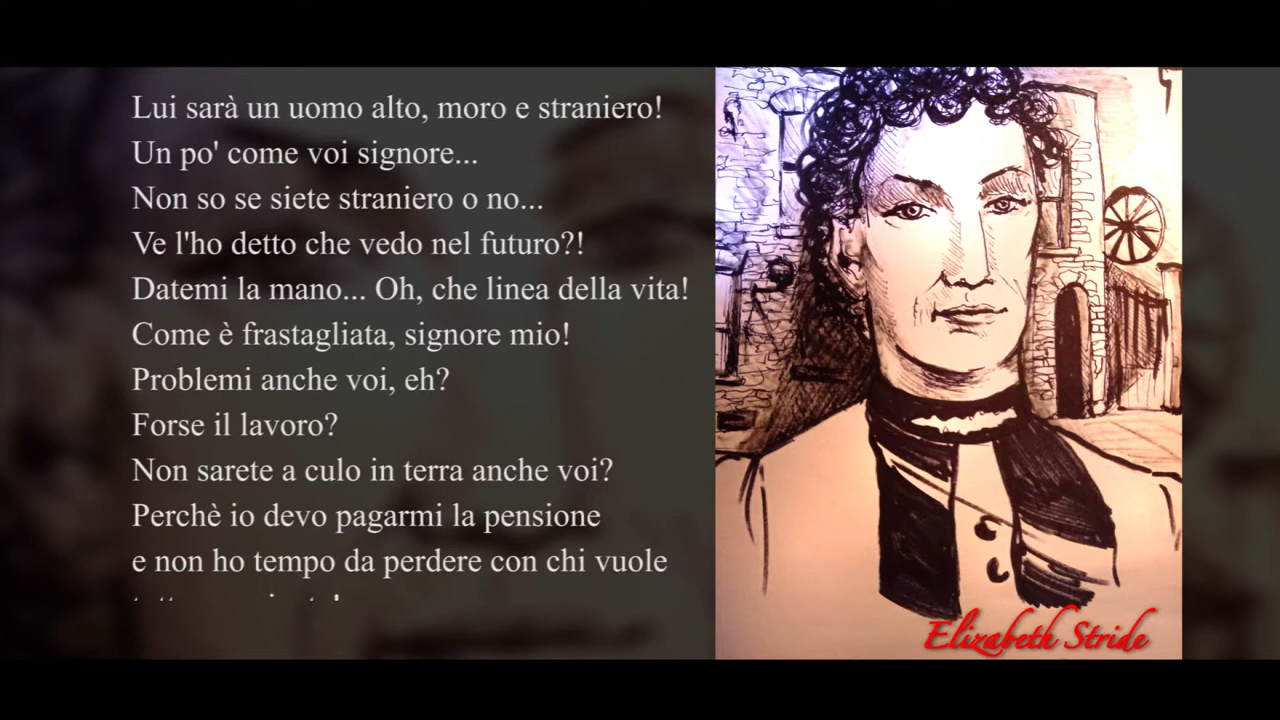 Lui sarà un uomo alto, moro e straniero!
Un po' come voi signore...
Non so se siete straniero o no...
Ve l'ho detto che vedo nel futuro?!
Datemi la mano... Oh, che linea della vita!
Come è frastagliata, signore mio!
Problemi anche voi, eh?
Forse il lavoro?
Non sarete a culo in terra anche voi?
Perchè io devo pagarmi la pensione
e non ho tempo da perdere con chi vuole
Elizabeth Stride